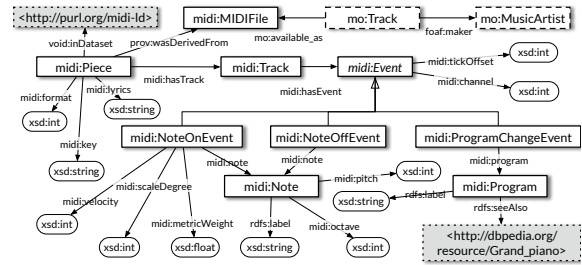 <http://purl.org/midi-ld>
midi:MIDIFile
mo:Track
mo:MusicArtist
void:inDataset
prov:wasDerivedFrom
mo:available_as
foaf:maker
midi:Piece
midi:hasTrack
midi:Track
midi:hasEvent
midi:Event
midi:tickOffset
xsd:int
midi:channel
xsd:int
midi:format
midi:lyrics
xsd:int
xsd:string
midi:key
xsd:string
midi:NoteOnEvent
midi:NoteOffEvent
midi:ProgramChangeEvent
midi:note
midi:note
midi:program
midi:scaleDegree
midi:pitch
xsd:int
midi:velocity
midi:Note
xsd:string
rdfs:label
midi:Program
xsd:int
midi:metricWeight
rdfs:label
midi:octave
rdfs:seeAlso
xsd:int
xsd:float
xsd:string
xsd:int
<http://dbpedia.org/
resource/Grand_piano>